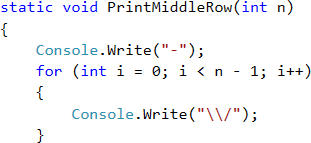 static void PrintMiddleRow(int n)
{
    Console.Write("-");
    for (int i = 0; i < n - 1; i++)
    {
        Console.Write("\\/");
    }